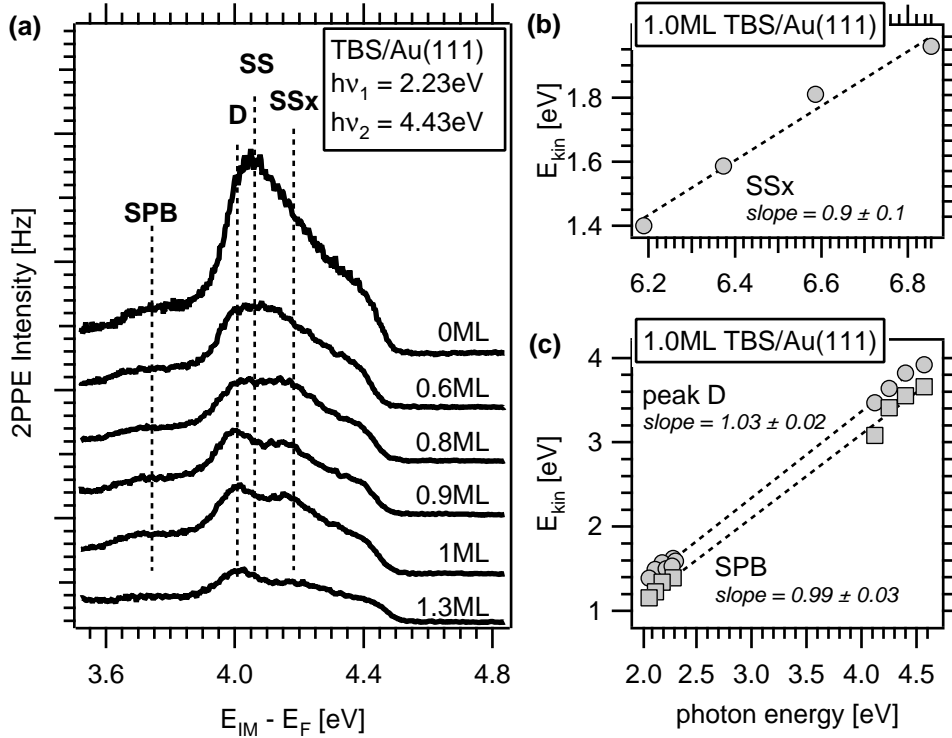 (a)
TBS/Au(111)
hν₁ = 2.23eV
hν₂ = 4.43eV
SS
D
SSx
SPB
0ML
0.6ML
0.8ML
0.9ML
1ML
1.3ML
2PPE Intensity [Hz]
3.6 4.0 4.4 4.8
E_IM - E_F [eV]
(b)
1.0ML TBS/Au(111)
1.8
1.6
1.4
E_kin [eV]
SSx
slope = 0.9 ± 0.1
6.2 6.4 6.6 6.8
(c)
1.0ML TBS/Au(111)
4
3
2
1
E_kin [eV]
peak D
slope = 1.03 ± 0.02
SPB
slope = 0.99 ± 0.03
2.0 2.5 3.0 3.5 4.0 4.5
photon energy [eV]